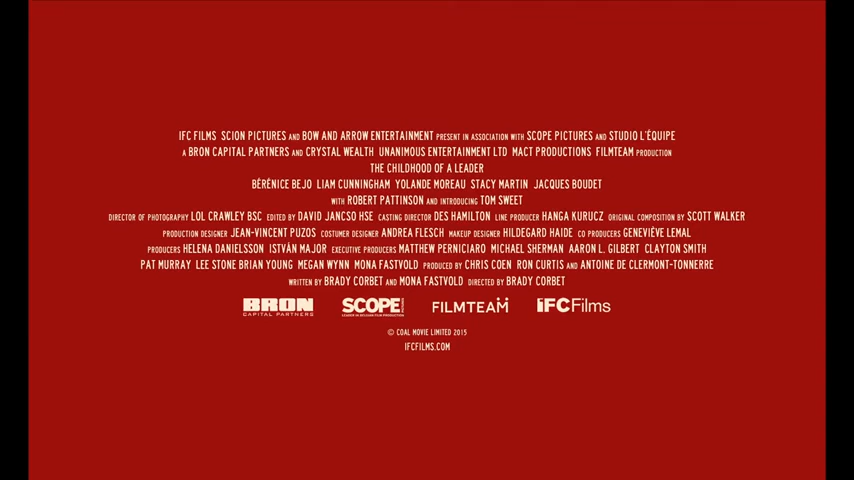 IFC FILMS SCION PICTURES AND BOW AND ARROW ENTERTAINMENT PRESENT IN ASSOCIATION WITH SCOPE PICTURES AND STUDIO L'ÉQUIPE
A BRON CAPITAL PARTNERS AND CRYSTAL WEALTH UNANIMOUS ENTERTAINMENT LTD MACT PRODUCTIONS FILMTEAM PRODUCTION
THE CHILDHOOD OF A LEADER
BÉRÉNICE BEJO LIAM CUNNINGHAM YOLANDE MOREAU STACY MARTIN JACQUES BOUDET
WITH ROBERT PATTINSON AND INTRODUCING TOM SWEET
DIRECTOR OF PHOTOGRAPHY LOL CRAWLEY BSC EDITED BY DAVID JANCSO HSE CASTING DIRECTOR DES HAMILTON LINE PRODUCER HANGA KURUCZ ORIGINAL COMPOSITION BY SCOTT WALKER
PRODUCTION DESIGNER JEAN-VINCENT PUZOS COSTUMER DESIGNER ANDREA FLESCH MAKEUP DESIGNER HILDEGARD HAIDE CO PRODUCERS GENEVIÈVE LEMAL
PRODUCERS HELENA DANIELSSON ISTVÁN MAJOR EXECUTIVE PRODUCERS MATTHEW PERNICIARO MICHAEL SHERMAN AARON L. GILBERT CLAYTON SMITH
PAT MURRAY LEE STONE BRIAN YOUNG MEGAN WYNN MONA FASTVOLD PRODUCED BY CHRIS COEN RON CURTIS AND ANTOINE DE CLERMONT-TONNERRE
WRITTEN BY BRADY CORBET AND MONA FASTVOLD DIRECTED BY BRADY CORBET
BRON SCOPE PICTURES FILMTEAM IFC Films
CAPITAL PARTNERS LEADER IN BELGIAN FILM PRODUCTION
© COAL MOVIE LIMITED 2015
IFCFILMS.COM